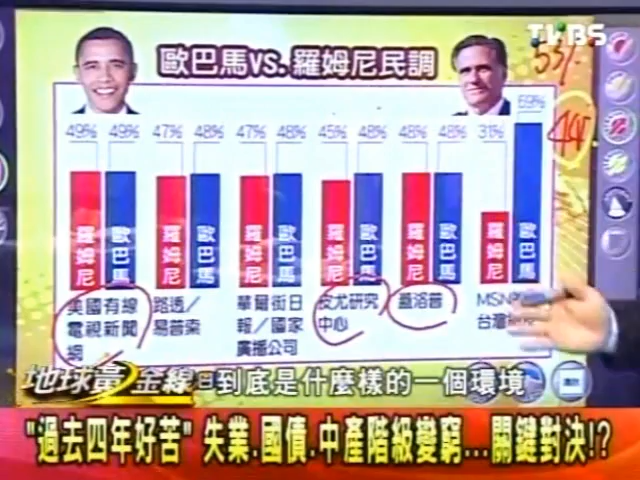 TVBS
歐巴馬VS.羅姆尼民調
53%
44%
49% 49% 47% 48% 47% 48% 45% 48% 48% 48% 31% 69%
羅姆尼 歐巴馬 羅姆尼 歐巴馬 羅姆尼 歐巴馬 羅姆尼 歐巴馬 羅姆尼 歐巴馬 羅姆尼 歐巴馬
美國有線電視新聞網
路透/易普索
華爾街日報/國家廣播公司
皮尤研究中心
蓋洛普
MSN
台灣
地球黃金線
到底是什麼樣的一個環境
"過去四年好苦" 失業.國債.中產階級變窮...關鍵對決!?